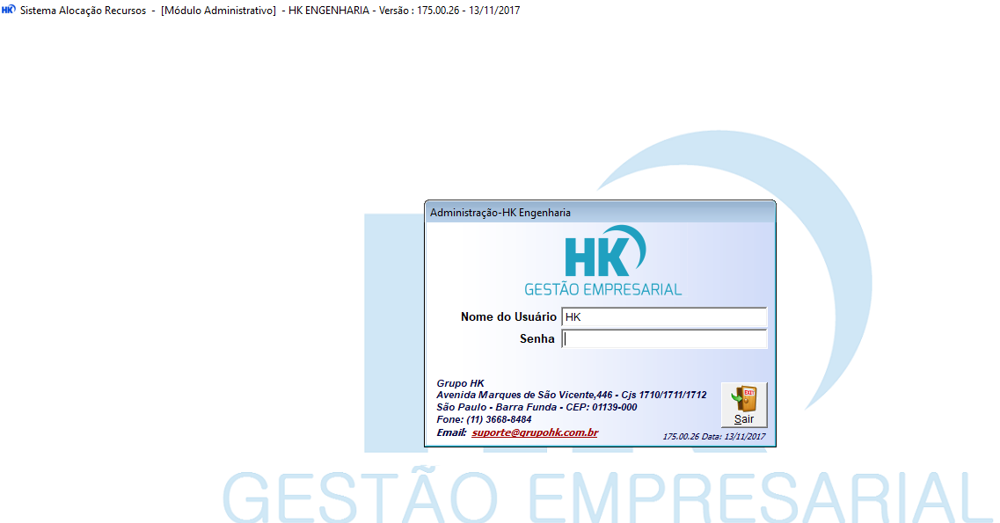 HK Sistema Alocação Recursos - [Módulo Administrativo] - HK ENGENHARIA - Versão : 175.00.26 - 13/11/2017
Administração-HK Engenharia
HK
GESTÃO EMPRESARIAL
Nome do Usuário HK
Senha
Grupo HK
Avenida Marques de São Vicente,446 - Cjs 1710/1711/1712
São Paulo - Barra Funda - CEP: 01139-000
Fone: (11) 3668-8484
Email: suporte@grupohk.com.br
EXIT
Sair
175.00.26 Data: 13/11/2017
GESTÃO EMPRESARIAL